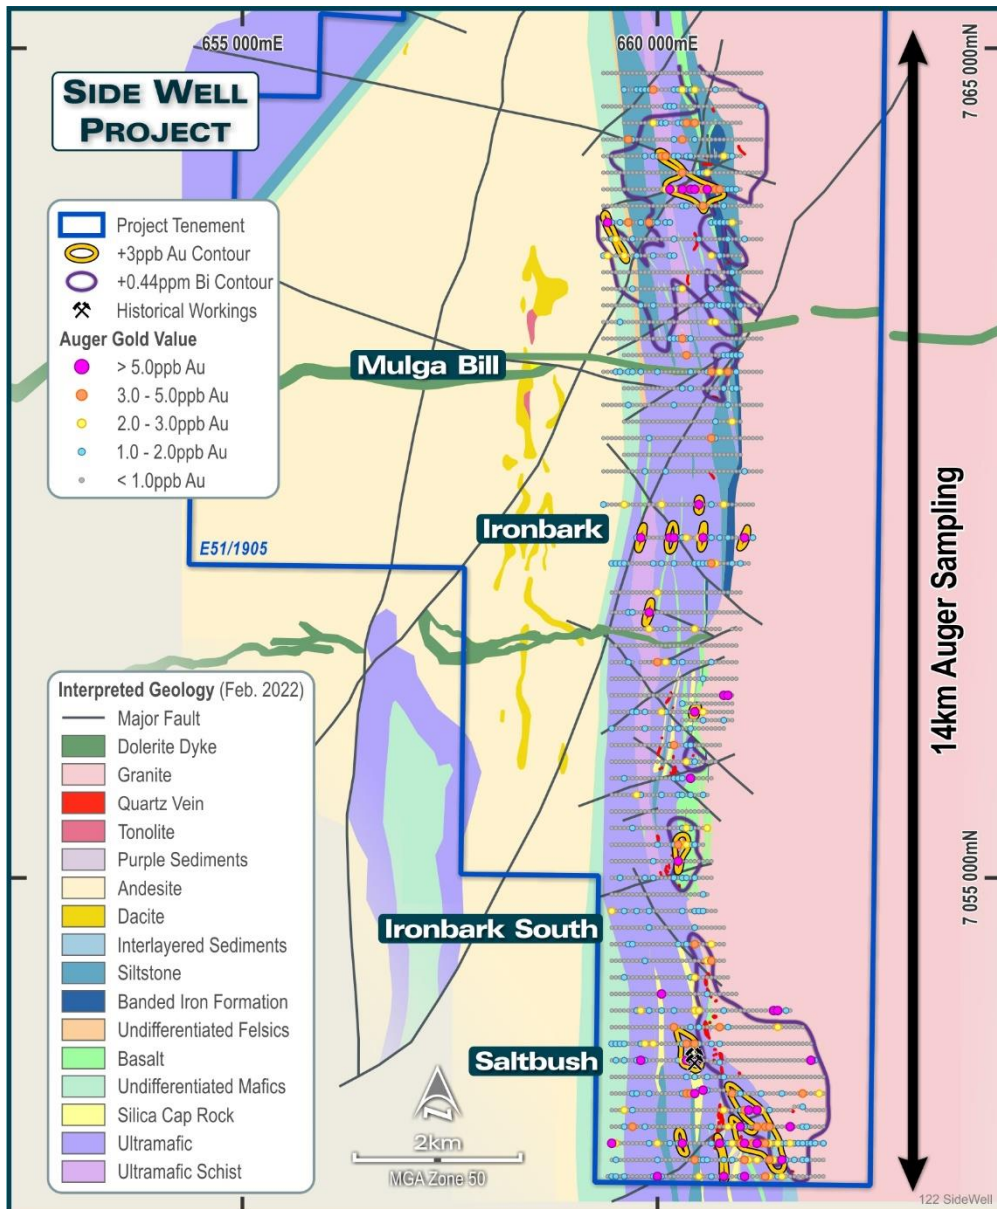 655 000mE
660 000mE
7 065 000mN
SIDE WELL
PROJECT
Project Tenement
+3ppb Au Contour
+0.44ppm Bi Contour
Historical Workings
Auger Gold Value
> 5.0ppb Au
3.0 - 5.0ppb Au
2.0 - 3.0ppb Au
1.0 - 2.0ppb Au
< 1.0ppb Au
Mulga Bill
Ironbark
E51/1905
14km Auger Sampling
Interpreted Geology (Feb. 2022)
Major Fault
Dolerite Dyke
Granite
Quartz Vein
Tonolite
Purple Sediments
Andesite
Dacite
Interlayered Sediments
Siltstone
Banded Iron Formation
Undifferentiated Felsics
Basalt
Undifferentiated Mafics
Silica Cap Rock
Ultramafic
Ultramafic Schist
7 055 000mN
Ironbark South
Saltbush
N
2km
MGA Zone 50
122 SideWell